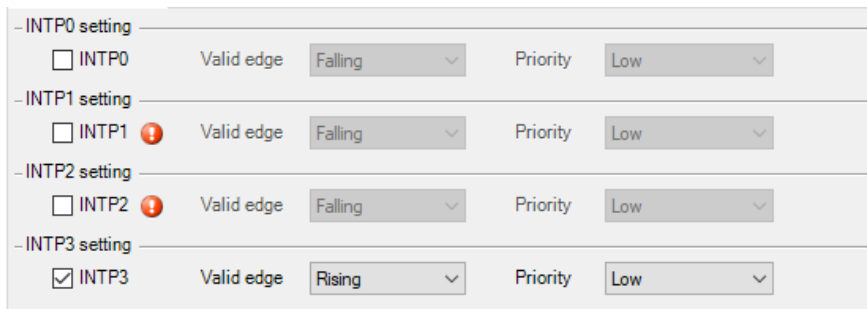 INTP0 setting
INTP0 Valid edge Falling Priority Low
INTP1 setting
INTP1 Valid edge Falling Priority Low
INTP2 setting
INTP2 Valid edge Falling Priority Low
INTP3 setting
INTP3 Valid edge Rising Priority Low